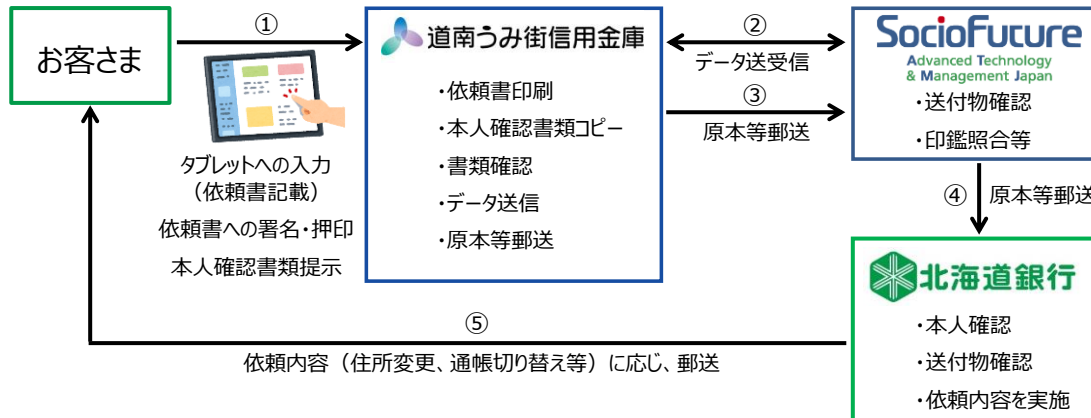 お客さま
①
タブレットへの入力
(依頼書記載)
依頼書への署名・押印
本人確認書類提示
道南うみ街信用金庫
・依頼書印刷
・本人確認書類コピー
・書類確認
・データ送信
・原本等郵送
②
データ送受信
③
原本等郵送
SocioFuture
Advanced Technology
& Management Japan
・送付物確認
・印鑑照合等
④ 原本等郵送
北海道銀行
・本人確認
・送付物確認
・依頼内容を実施
⑤
依頼内容(住所変更、通帳切り替え等)に応じ、郵送